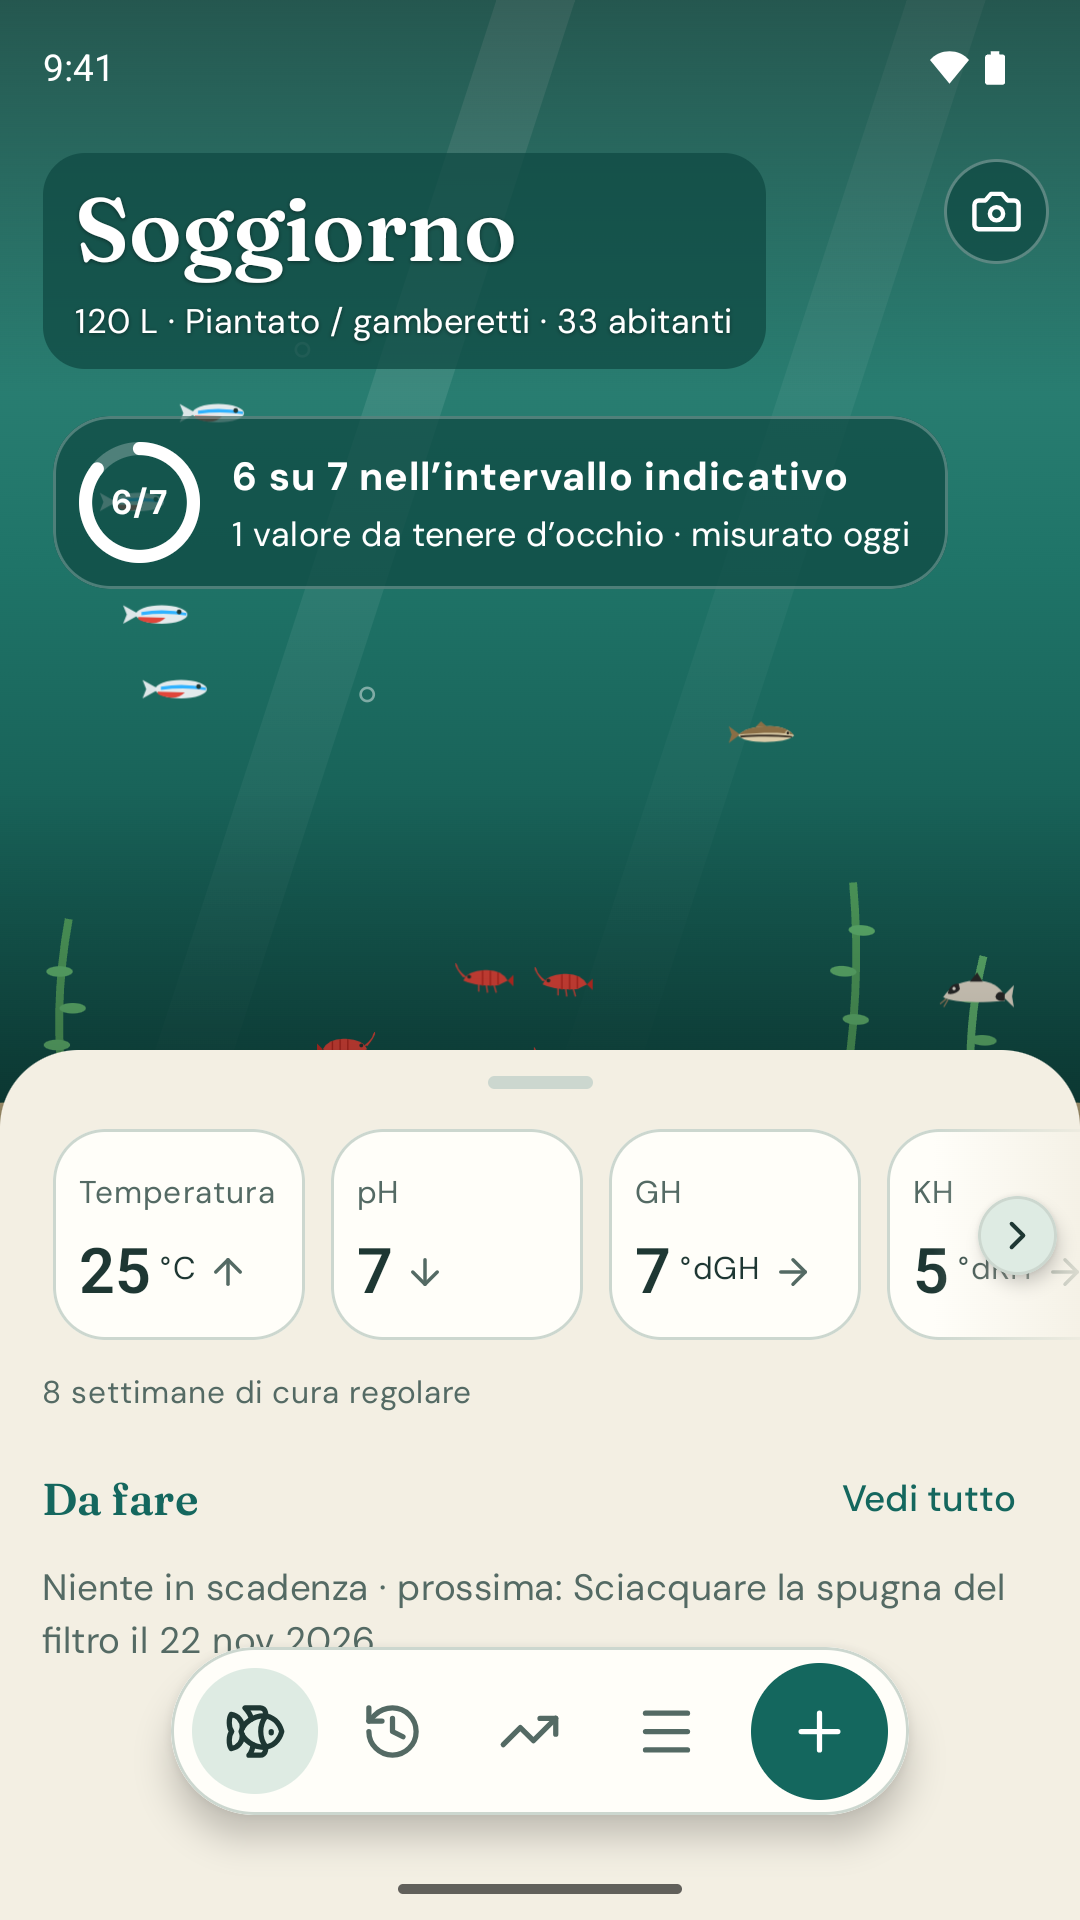 9:41
Soggiorno
120 L · Piantato / gamberetti · 33 abitanti
6/7
6 su 7 nell’intervallo indicativo
1 valore da tenere d’occhio · misurato oggi
Temperatura
25 °C ↑
pH
7 ↓
GH
7 °dGH →
KH
5 °dKH →
8 settimane di cura regolare
Da fare
Vedi tutto
Niente in scadenza · prossima: Sciacquare la spugna del
filtro il 22 nov 2026